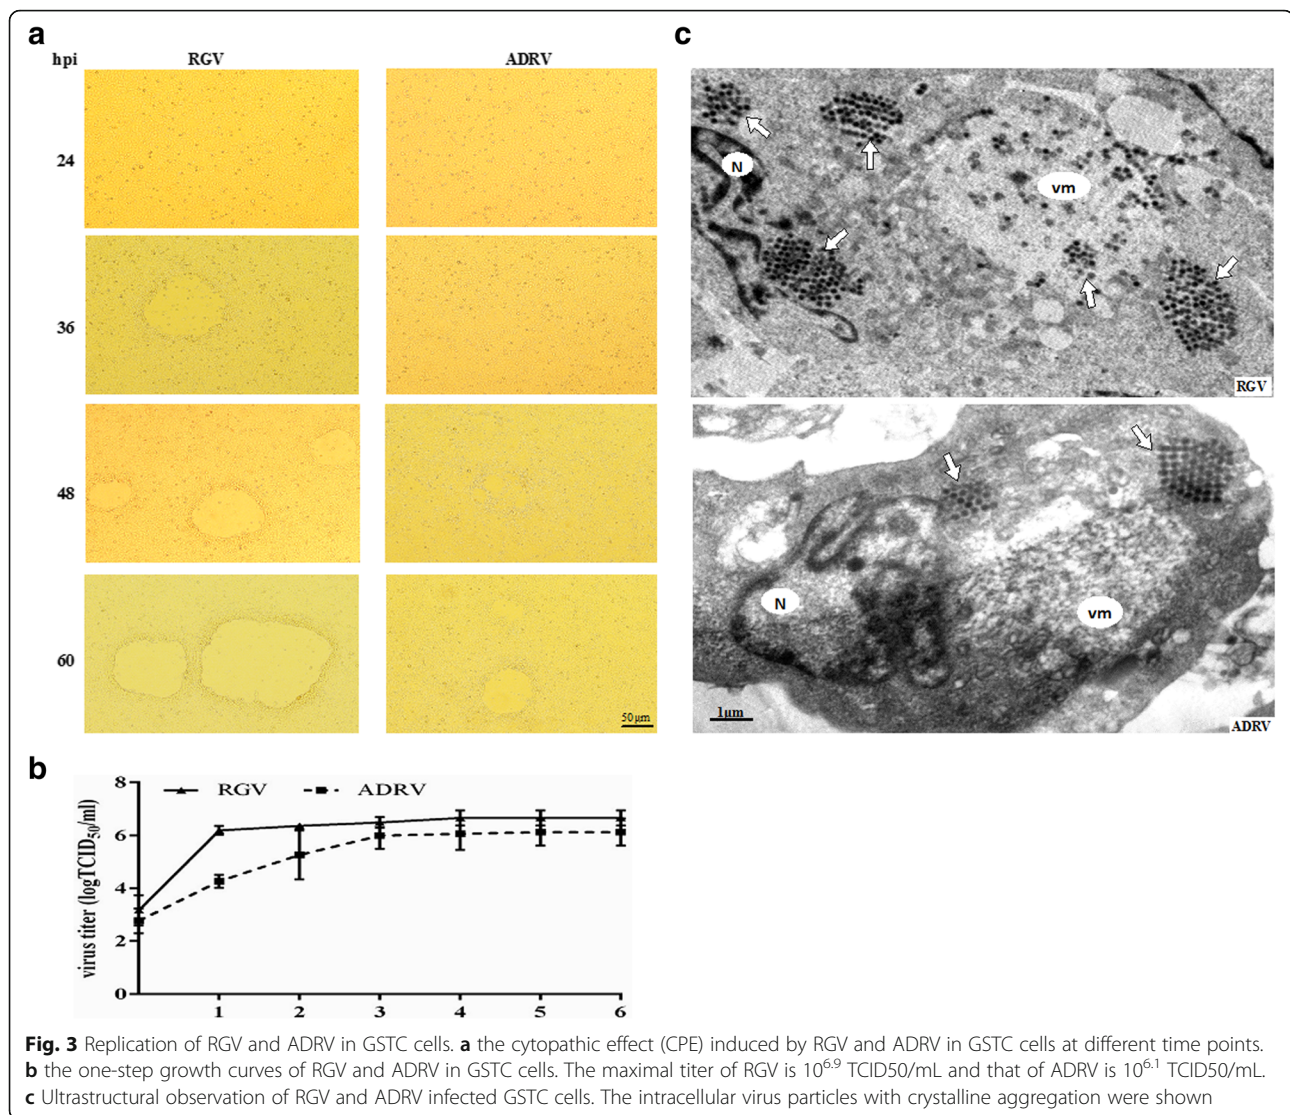 a
hpi RGV ADRV
24
36
48
60
50 µm
c
N
vm
RGV
N
vm
1µm
ADRV
b
8
6
4
2
0
virus titer (logTCID50/ml)
RGV ADRV
1 2 3 4 5 6
Fig. 3 Replication of RGV and ADRV in GSTC cells. a the cytopathic effect (CPE) induced by RGV and ADRV in GSTC cells at different time points.
b the one-step growth curves of RGV and ADRV in GSTC cells. The maximal titer of RGV is 10^6.9 TCID50/mL and that of ADRV is 10^6.1 TCID50/mL.
c Ultrastructural observation of RGV and ADRV infected GSTC cells. The intracellular virus particles with crystalline aggregation were shown